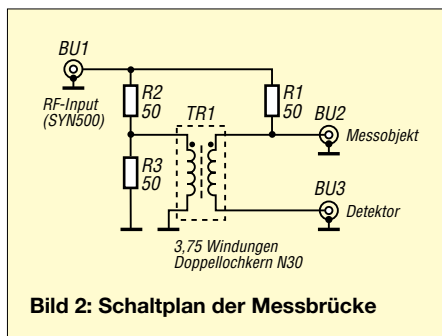 BU1
RF-Input
(SYN500)
R2
50
R3
50
TR1
R1
50
BU2
Messobjekt
BU3
Detektor
3,75 Windungen
Doppellochkern N30
Bild 2: Schaltplan der Messbrücke